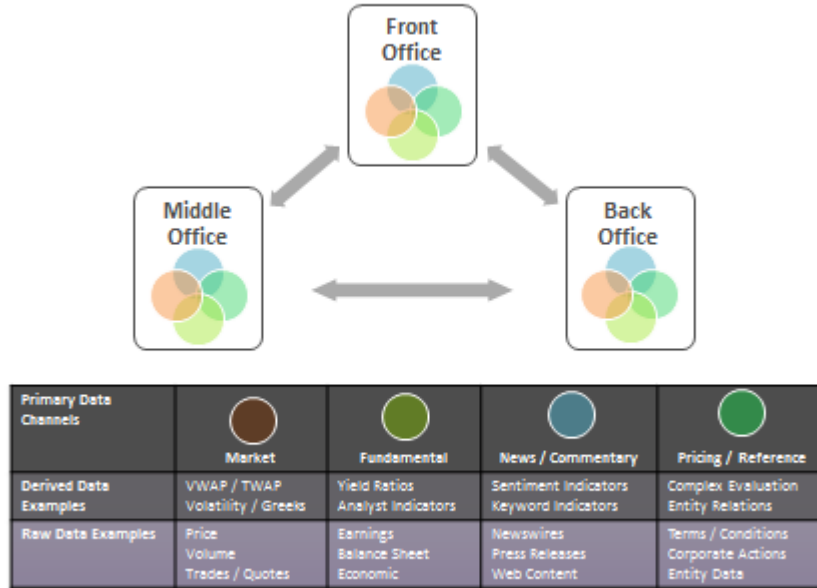 Front
Office
Middle
Office
Back
Office
Primary Data
Channels
Market
Fundamental
News / Commentary
Pricing / Reference
Derived Data
Examples
VWAP / TWAP
Volatility / Greeks
Yield Ratios
Analyst Indicators
Sentiment Indicators
Keyword Indicators
Complex Evaluation
Entity Relations
Raw Data Examples
Price
Volume
Trades / Quotes
Earnings
Balance Sheet
Economic
Newswires
Press Releases
Web Content
Terms / Conditions
Corporate Actions
Entity Data